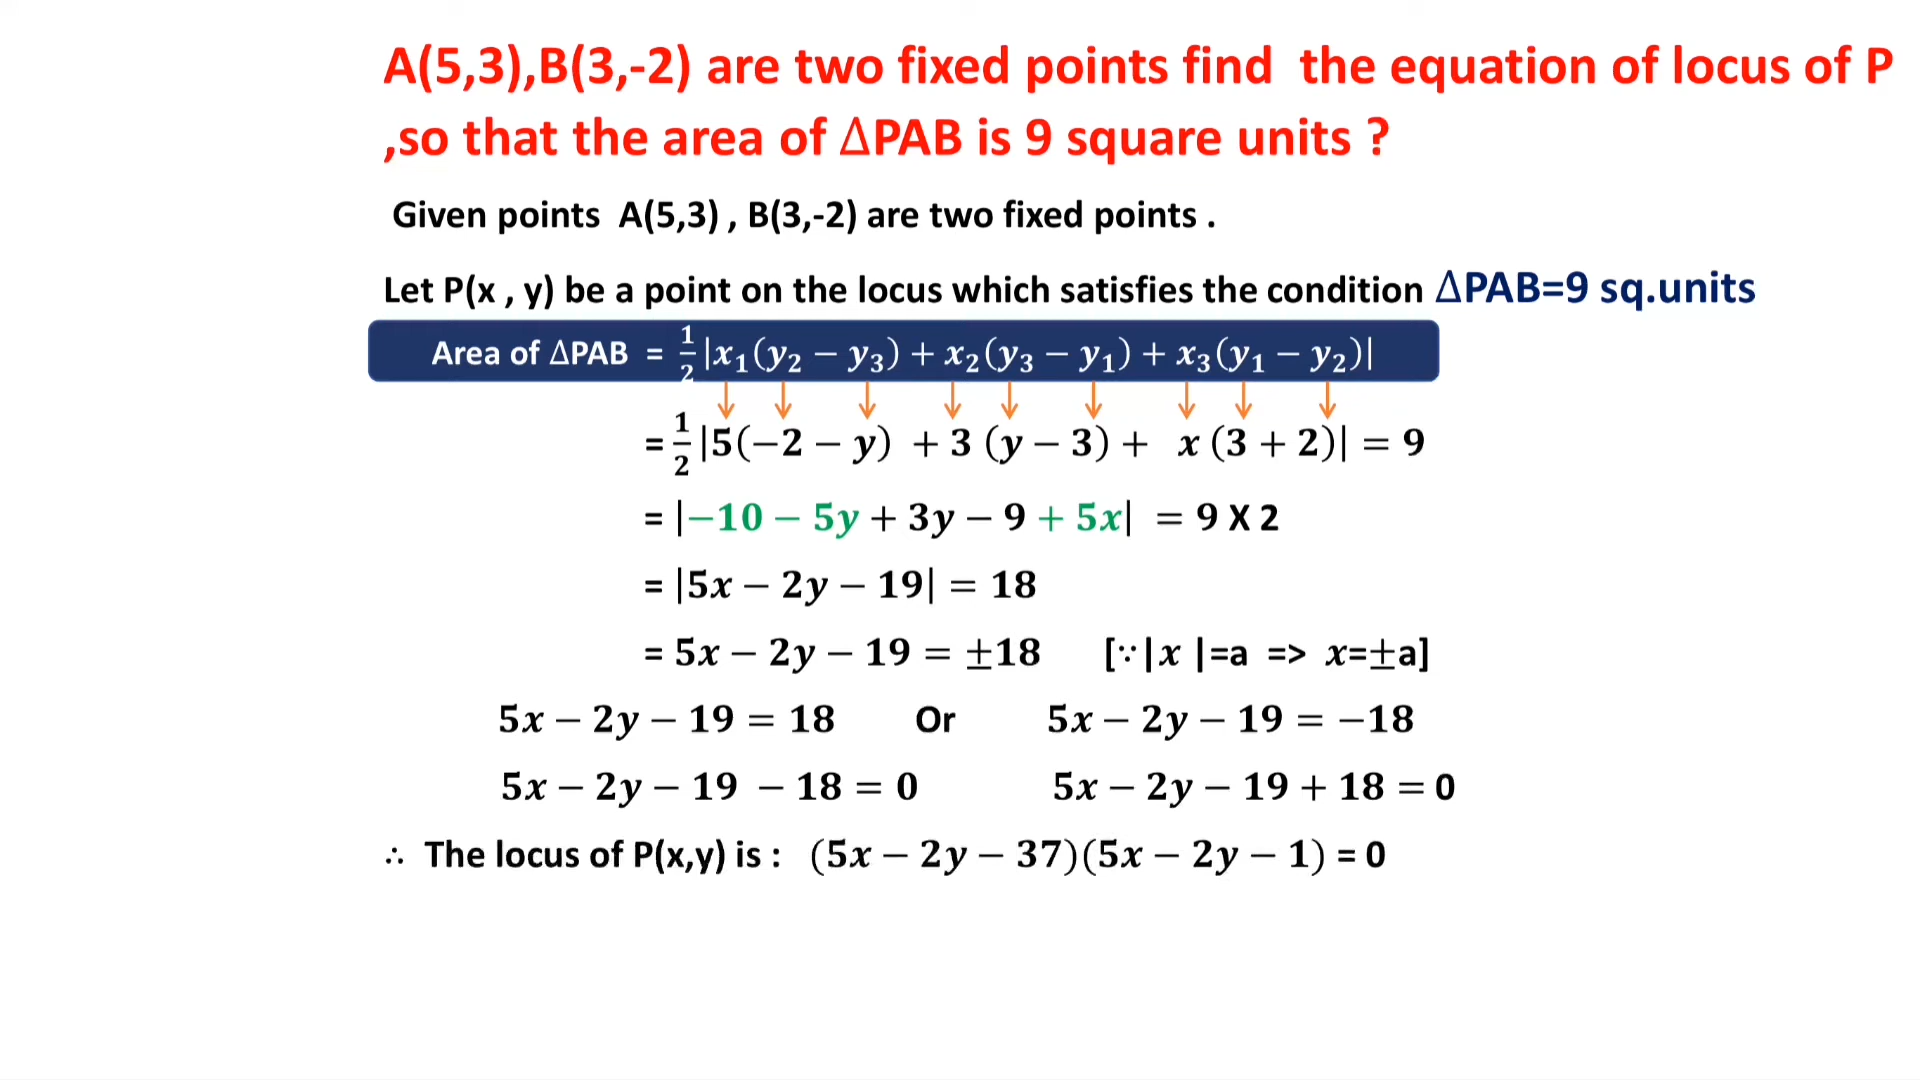 A(5,3),B(3,-2) are two fixed points find the equation of locus of P
,so that the area of ΔPAB is 9 square units ?
Given points A(5,3) , B(3,-2) are two fixed points .
Let P(x , y) be a point on the locus which satisfies the condition ΔPAB=9 sq.units
Area of ΔPAB = 1/2 |x₁(y₂ − y₃) + x₂(y₃ − y₁) + x₃(y₁ − y₂)|
= 1/2 |5(−2 − y) + 3 (y − 3) + x (3 + 2)| = 9
= |−10 − 5y + 3y − 9 + 5x| = 9 X 2
= |5x − 2y − 19| = 18
= 5x − 2y − 19 = ±18 [∵|x |=a => x=±a]
5x − 2y − 19 = 18 Or 5x − 2y − 19 = −18
5x − 2y − 19 − 18 = 0 5x − 2y − 19 + 18 = 0
∴ The locus of P(x,y) is : (5x − 2y − 37)(5x − 2y − 1) = 0